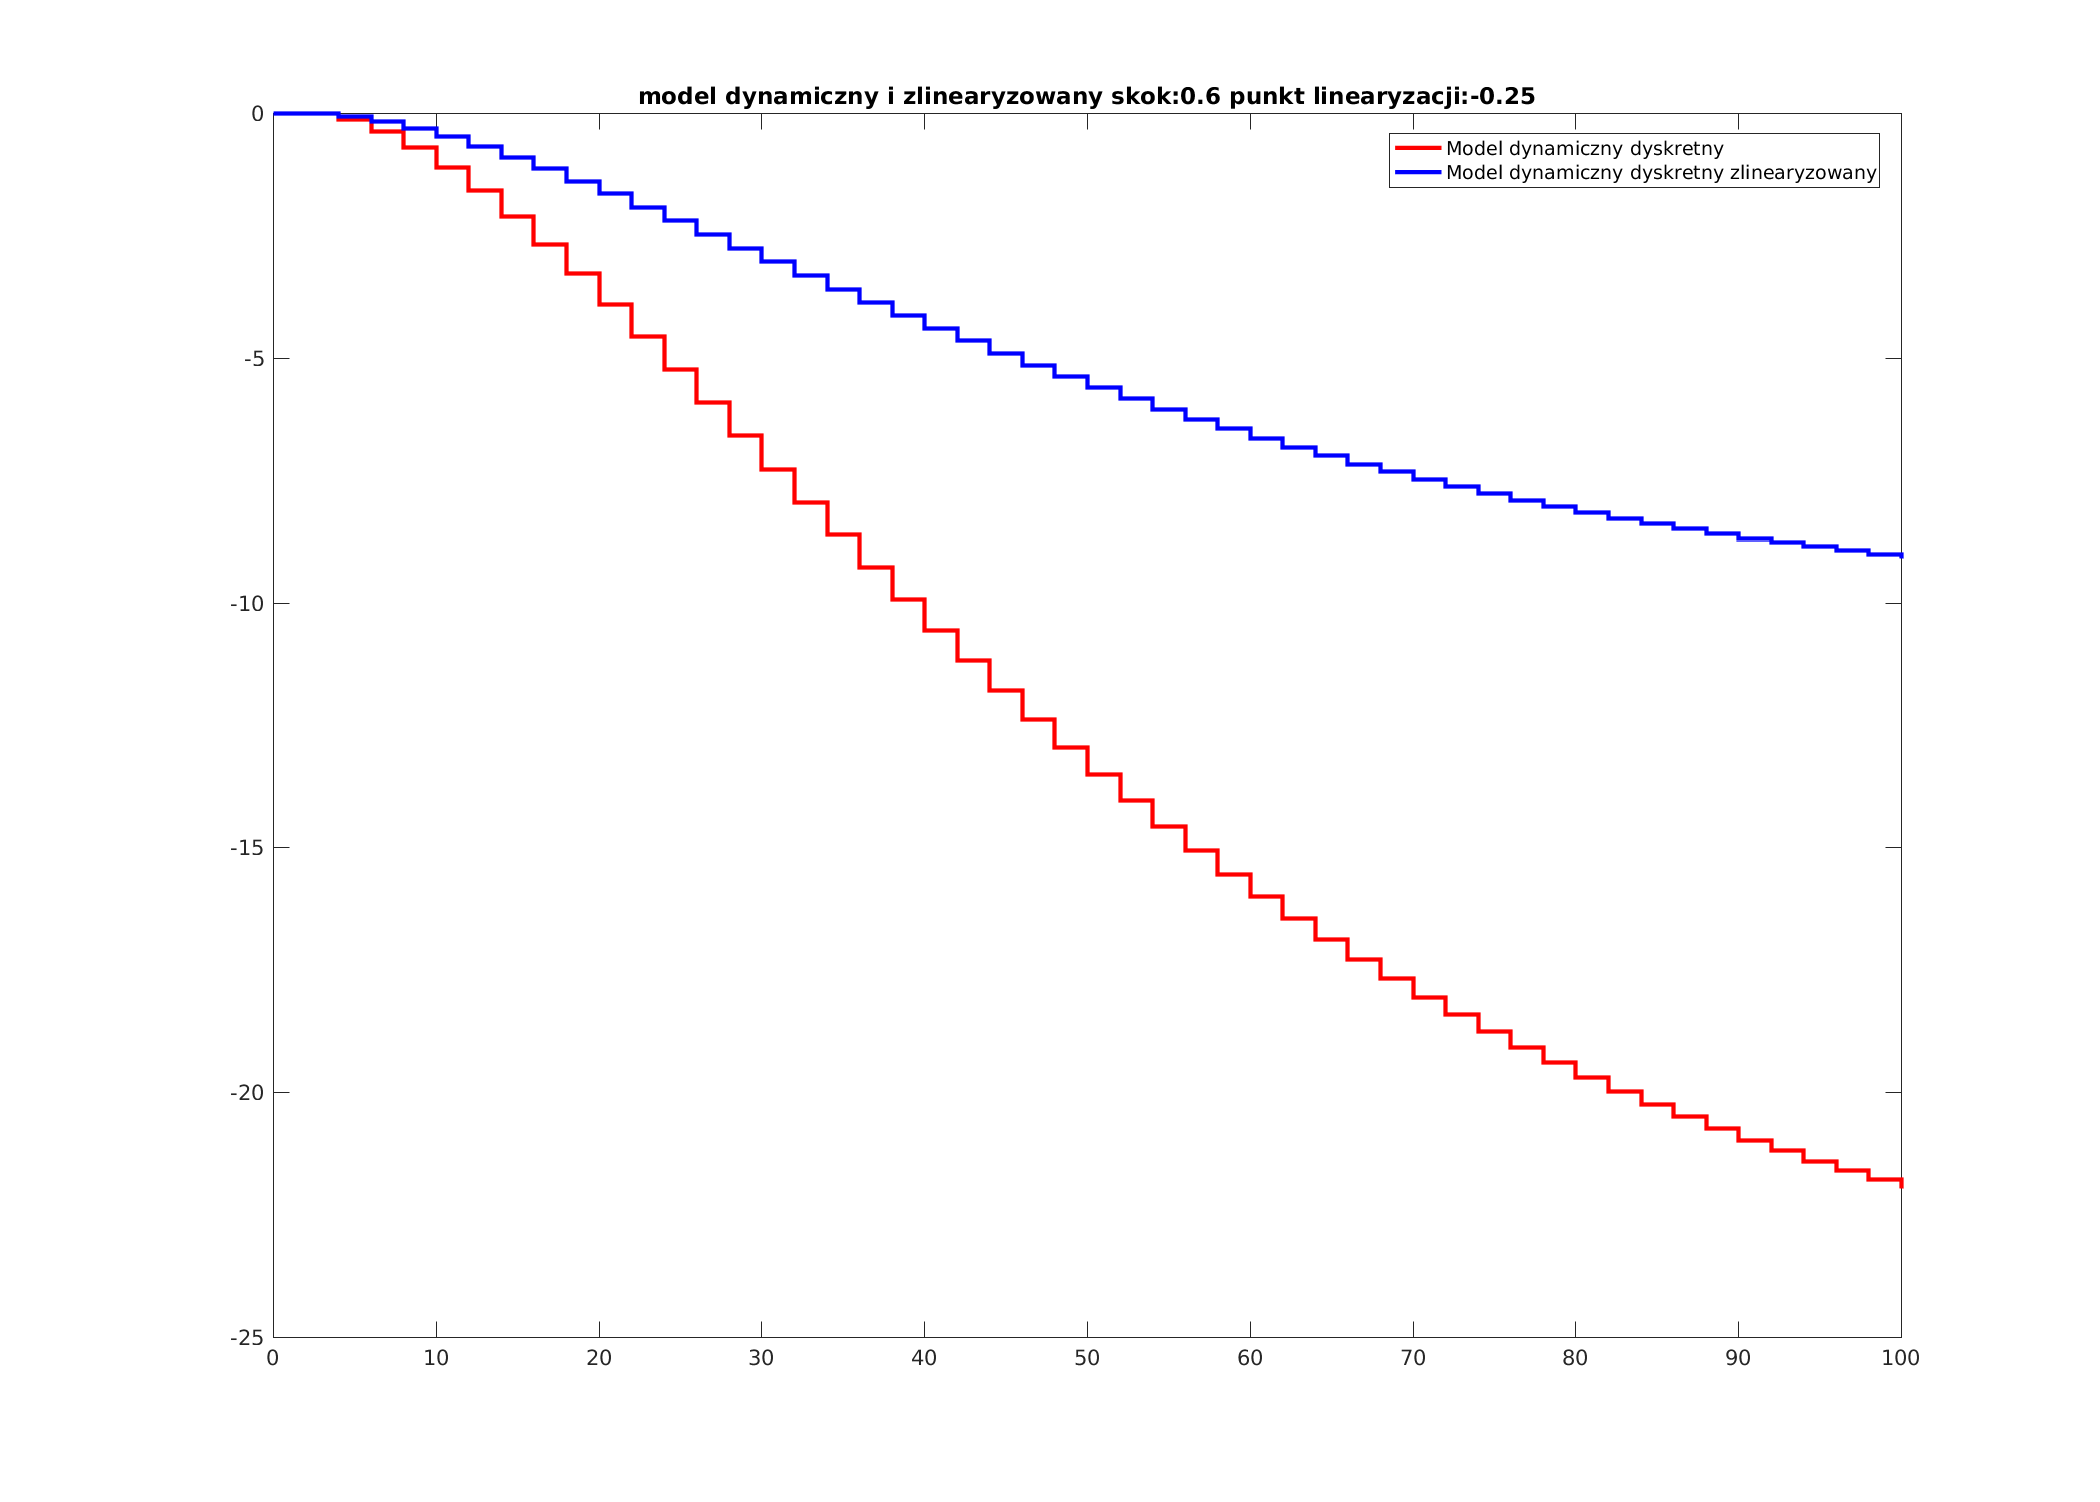 model dynamiczny i zlinearyzowany skok:0.6 punkt linearyzacji:-0.25
Model dynamiczny dyskretny
Model dynamiczny dyskretny zlinearyzowany
0
-5
-10
-15
-20
-25
0 10 20 30 40 50 60 70 80 90 100